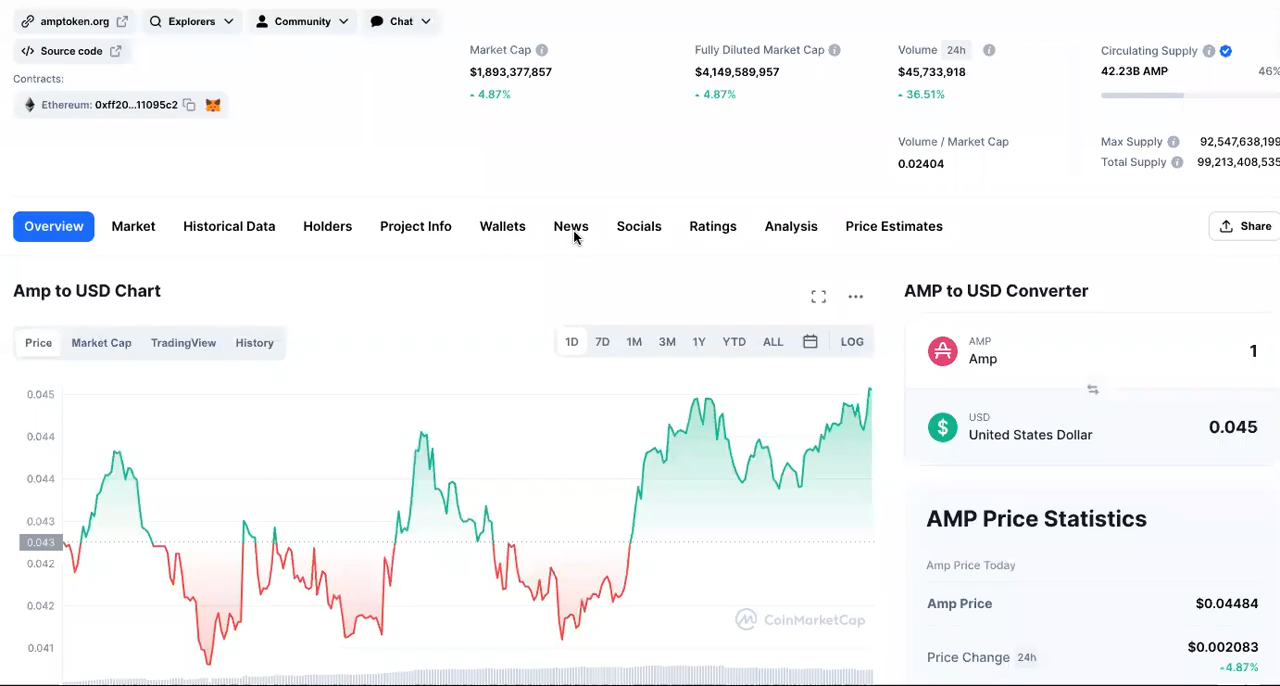 amptoken.org
Explorers
Community
Chat
Source code
Contracts:
Ethereum: 0xff20...11095c2
Market Cap
$1,893,377,857
4.87%
Fully Diluted Market Cap
$4,149,589,957
4.87%
Volume 24h
$45,733,918
36.51%
Volume / Market Cap
0.02404
Circulating Supply
42.23B AMP 46%
Max Supply 92,547,638,199
Total Supply 99,213,408,535
Overview Market Historical Data Holders Project Info Wallets News Socials Ratings Analysis Price Estimates Share
Amp to USD Chart
Price Market Cap TradingView History
1D 7D 1M 3M 1Y YTD ALL LOG
0.045
0.044
0.044
0.043
0.043
0.042
0.042
0.041
CoinMarketCap
AMP to USD Converter
AMP
Amp
1
USD
United States Dollar
0.045
AMP Price Statistics
Amp Price Today
Amp Price $0.04484
Price Change 24h $0.002083
4.87%